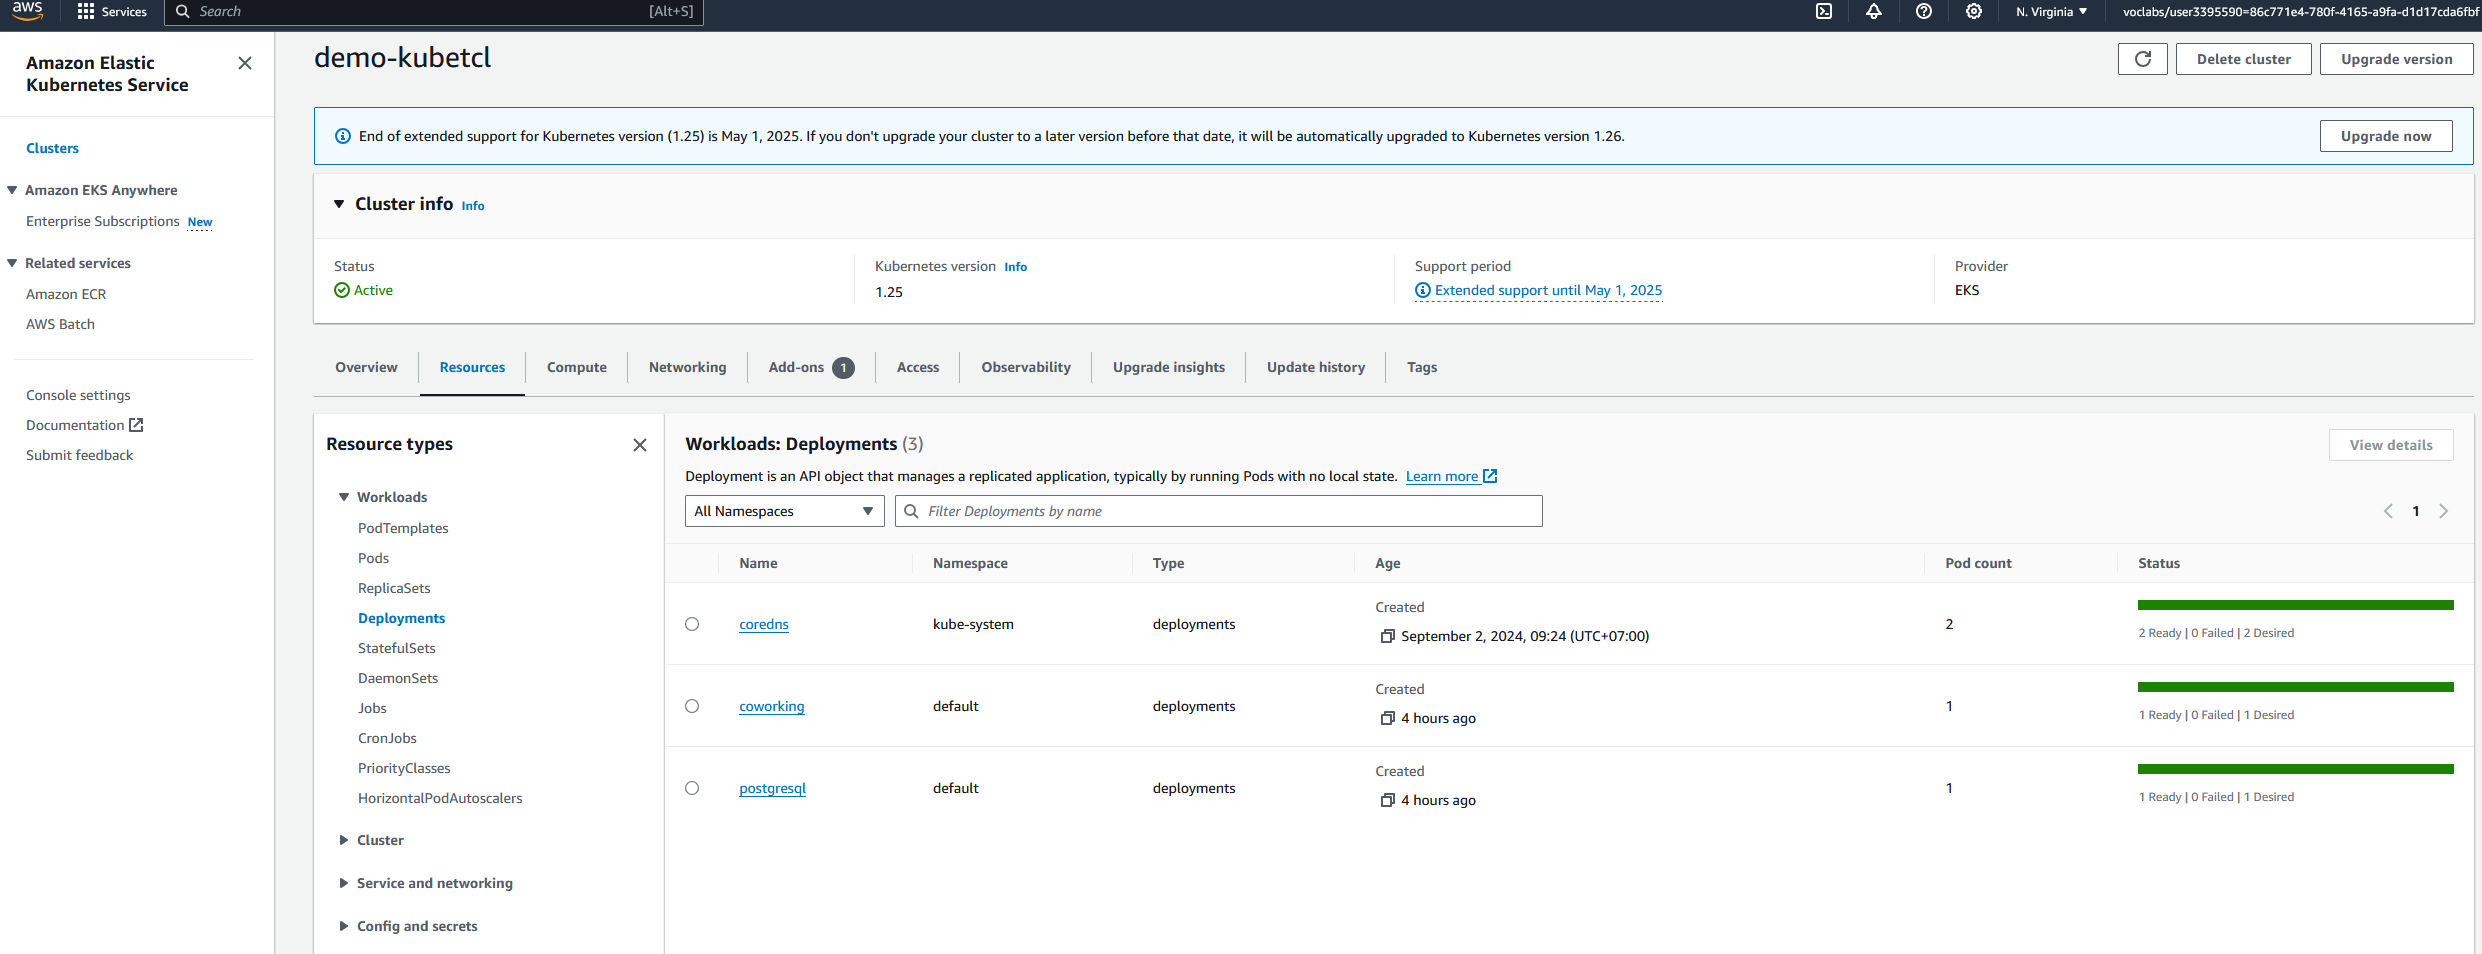 aws
Services
Search
[Alt+S]
N. Virginia
voclabs/user3395590=86c771e4-780f-4165-a9fa-d1d17cda6fbf
Amazon Elastic
Kubernetes Service
Clusters
Amazon EKS Anywhere
Enterprise Subscriptions New
Related services
Amazon ECR
AWS Batch
Console settings
Documentation
Submit feedback
demo-kubetcl
Delete cluster
Upgrade version
End of extended support for Kubernetes version (1.25) is May 1, 2025. If you don't upgrade your cluster to a later version before that date, it will be automatically upgraded to Kubernetes version 1.26.
Upgrade now
Cluster info Info
Status
Active
Kubernetes version Info
1.25
Support period
Extended support until May 1, 2025
Provider
EKS
Overview
Resources
Compute
Networking
Add-ons 1
Access
Observability
Upgrade insights
Update history
Tags
Resource types
Workloads
PodTemplates
Pods
ReplicaSets
Deployments
StatefulSets
DaemonSets
Jobs
CronJobs
PriorityClasses
HorizontalPodAutoscalers
Cluster
Service and networking
Config and secrets
Workloads: Deployments (3)
View details
Deployment is an API object that manages a replicated application, typically by running Pods with no local state. Learn more
All Namespaces
Filter Deployments by name
1
Name Namespace Type Age Pod count Status
coredns
kube-system
deployments
Created
September 2, 2024, 09:24 (UTC+07:00)
2
2 Ready | 0 Failed | 2 Desired
coworking
default
deployments
Created
4 hours ago
1
1 Ready | 0 Failed | 1 Desired
postgresql
default
deployments
Created
4 hours ago
1
1 Ready | 0 Failed | 1 Desired